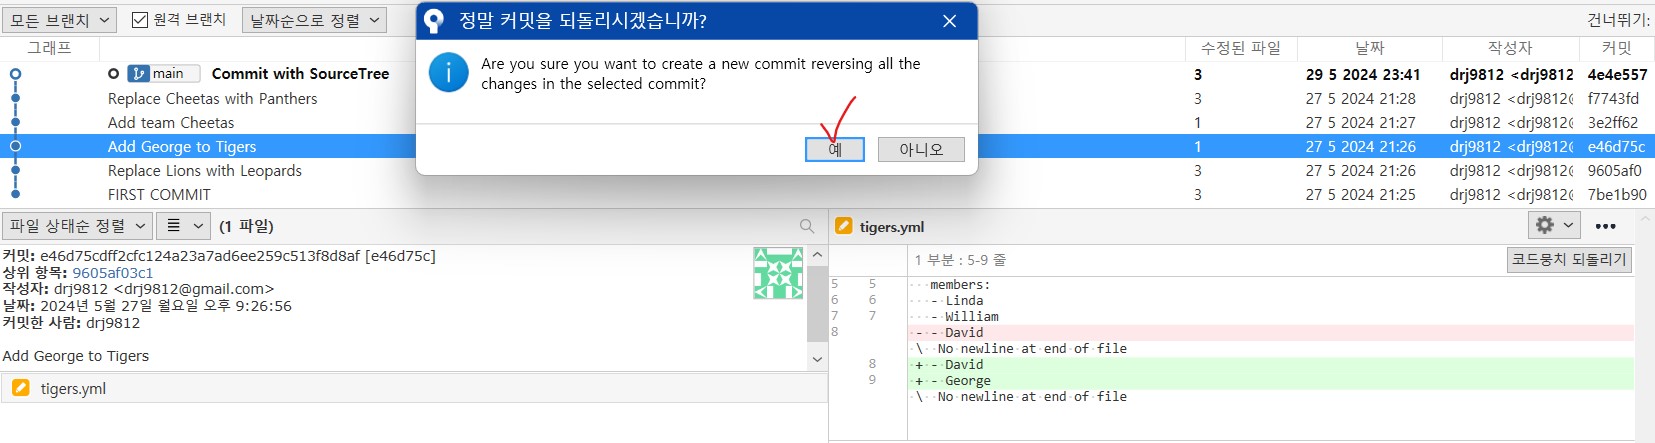 모든 브랜치
원격 브랜치
날짜순으로 정렬
정말 커밋을 되돌리시겠습니까?
건너뛰기:
Are you sure you want to create a new commit reversing all the
changes in the selected commit?
예
아니오
그래프
수정된 파일
날짜
작성자
커밋
main
Commit with SourceTree
3
29 5 2024 23:41
drj9812 <drj9812
4e4e557
Replace Cheetas with Panthers
3
27 5 2024 21:28
drj9812 <drj9812@
f7743fd
Add team Cheetas
1
27 5 2024 21:27
drj9812 <drj9812@
3e2ff62
Add George to Tigers
1
27 5 2024 21:26
drj9812 <drj9812@
e46d75c
Replace Lions with Leopards
3
27 5 2024 21:26
drj9812 <drj9812@
9605af0
FIRST COMMIT
3
27 5 2024 21:25
drj9812 <drj9812@
7be1b90
파일 상태순 정렬
(1 파일)
커밋: e46d75cdff2cfc124a23a7ad6ee259c513f8d8af [e46d75c]
상위 항목: 9605af03c1
작성자: drj9812 <drj9812@gmail.com>
날짜: 2024년 5월 27일 월요일 오후 9:26:56
커밋한 사람: drj9812
Add George to Tigers
tigers.yml
tigers.yml
1 부분 : 5-9 줄
코드뭉치 되돌리기
5 5 members:
6 6 - Linda
7 7 - William
8 - - David
\ No newline at end of file
8 + - David
9 + - George
\ No newline at end of file